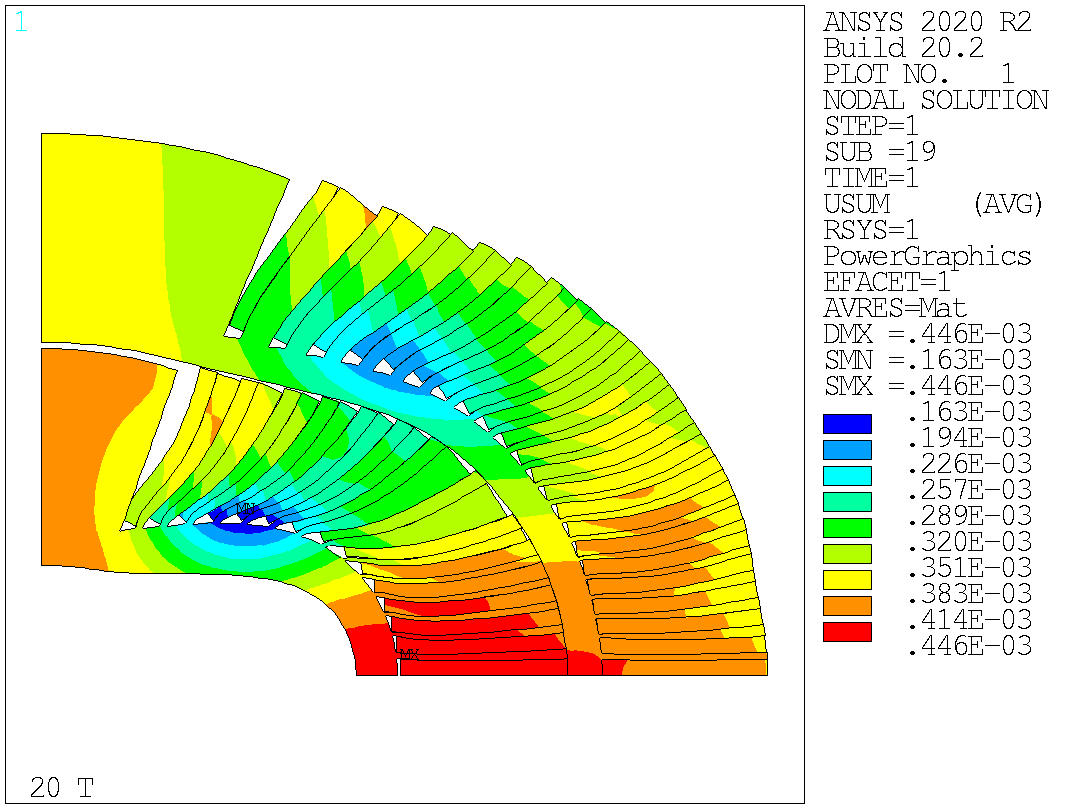 1
ANSYS 2020 R2
Build 20.2
PLOT NO. 1
NODAL SOLUTION
STEP=1
SUB =19
TIME=1
USUM (AVG)
RSYS=1
PowerGraphics
EFACET=1
AVRES=Mat
DMX =.446E-03
SMN =.163E-03
SMX =.446E-03
.163E-03
.194E-03
.226E-03
.257E-03
.289E-03
.320E-03
.351E-03
.383E-03
.414E-03
.446E-03
MN
MX
20 T